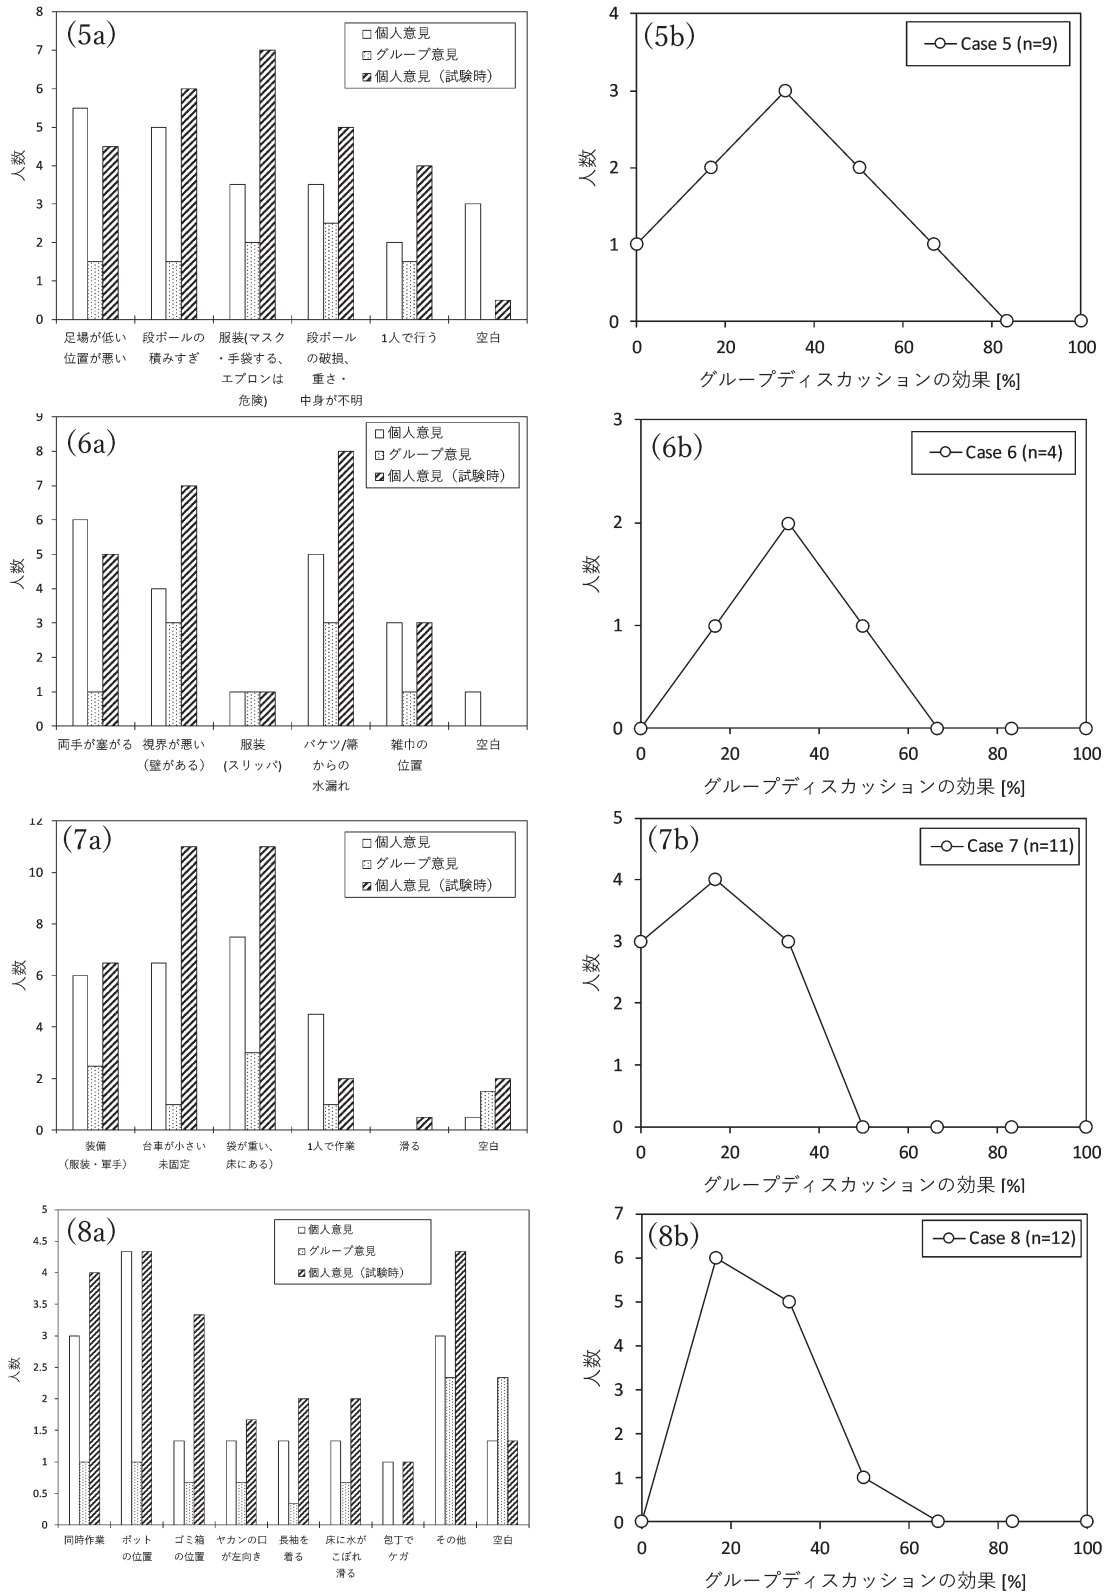 (5a)
個人意見
グループ意見
個人意見（試験時）
8
7
6
5
4
3
2
1
0
人数
足場が低い
位置が悪い
段ボールの
積みすぎ
服装(マスク
・手袋する、
エプロンは
危険)
段ボール
の破損、
重さ・
中身が不明
1人で行う
空白
(5b)
Case 5 (n=9)
4
3
2
1
0
人数
0 20 40 60 80 100
グループディスカッションの効果 [%]
(6a)
個人意見
グループ意見
個人意見（試験時）
9
8
7
6
5
4
3
2
1
0
人数
両手が塞がる
視界が悪い
（壁がある）
服装
(スリッパ)
バケツ/箒
からの
水漏れ
雑巾の
位置
空白
(6b)
Case 6 (n=4)
3
2
1
0
人数
0 20 40 60 80 100
グループディスカッションの効果 [%]
(7a)
個人意見
グループ意見
個人意見（試験時）
12
10
8
6
4
2
0
人数
装備
（服装・軍手）
台車が小さい
未固定
袋が重い、
床にある）
1人で作業
滑る
空白
(7b)
Case 7 (n=11)
5
4
3
2
1
0
人数
0 20 40 60 80 100
グループディスカッションの効果 [%]
(8a)
個人意見
グループ意見
個人意見（試験時）
5
4.5
4
3.5
3
2.5
2
1.5
1
0.5
0
人数
同時作業
ポット
の位置
ゴミ箱
の位置
ヤカンの口
が左向き
長袖を
着る
床に水が
こぼれ
滑る
包丁で
ケガ
その他
空白
(8b)
Case 8 (n=12)
7
6
5
4
3
2
1
0
人数
0 20 40 60 80 100
グループディスカッションの効果 [%]